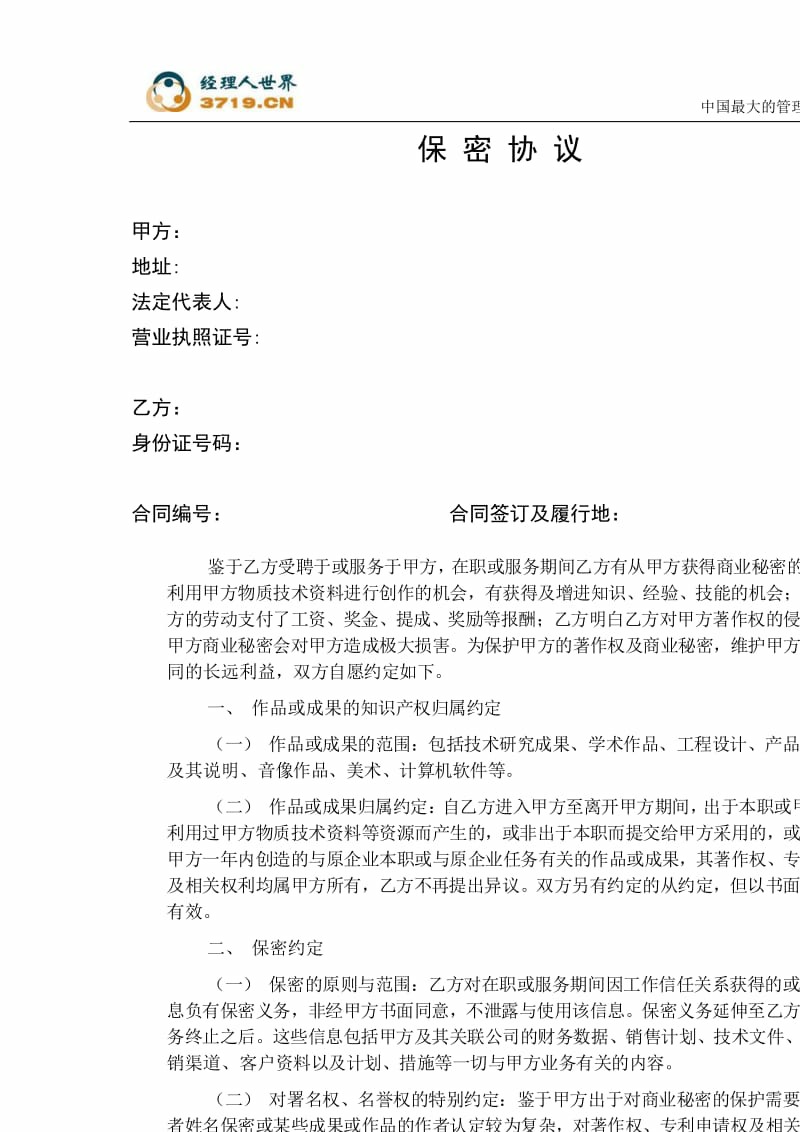 经理人世界
3719.CN
中国最大的管理
保 密 协 议
甲方：
地址：
法定代表人：
营业执照证号：
乙方：
身份证号码：
合同编号： 合同签订及履行地：
鉴于乙方受聘于或服务于甲方，在职或服务期间乙方有从甲方获得商业秘密的
利用甲方物质技术资料进行创作的机会，有获得及增进知识、经验、技能的机会；
方的劳动支付了工资、奖金、提成、奖励等报酬；乙方明白乙方对甲方著作权的侵
甲方商业秘密会对甲方造成极大损害。为保护甲方的著作权及商业秘密，维护甲方
同的长远利益，双方自愿约定如下。
一、 作品或成果的知识产权归属约定
（一） 作品或成果的范围：包括技术研究成果、学术作品、工程设计、产品
及其说明、音像作品、美术、计算机软件等。
（二） 作品或成果归属约定：自乙方进入甲方至离开甲方期间，出于本职或甲
利用过甲方物质技术资料等资源而产生的，或非出于本职而提交给甲方采用的，或
甲方一年内创造的与原企业本职或与原企业任务有关的作品或成果，其著作权、专
及相关权利均属甲方所有，乙方不再提出异议。双方另有约定的从约定，但以书面
有效。
二、 保密约定
（一） 保密的原则与范围：乙方对在职或服务期间因工作信任关系获得的或
息负有保密义务，非经甲方书面同意，不泄露与使用该信息。保密义务延伸至乙方
务终止之后。这些信息包括甲方及其关联公司的财务数据、销售计划、技术文件、
销渠道、客户资料以及计划、措施等一切与甲方业务有关的内容。
（二） 对署名权、名誉权的特别约定：鉴于甲方出于对商业秘密的保护需要
者姓名保密或某些成果或作品的作者认定较为复杂，对著作权、专利申请权及相关